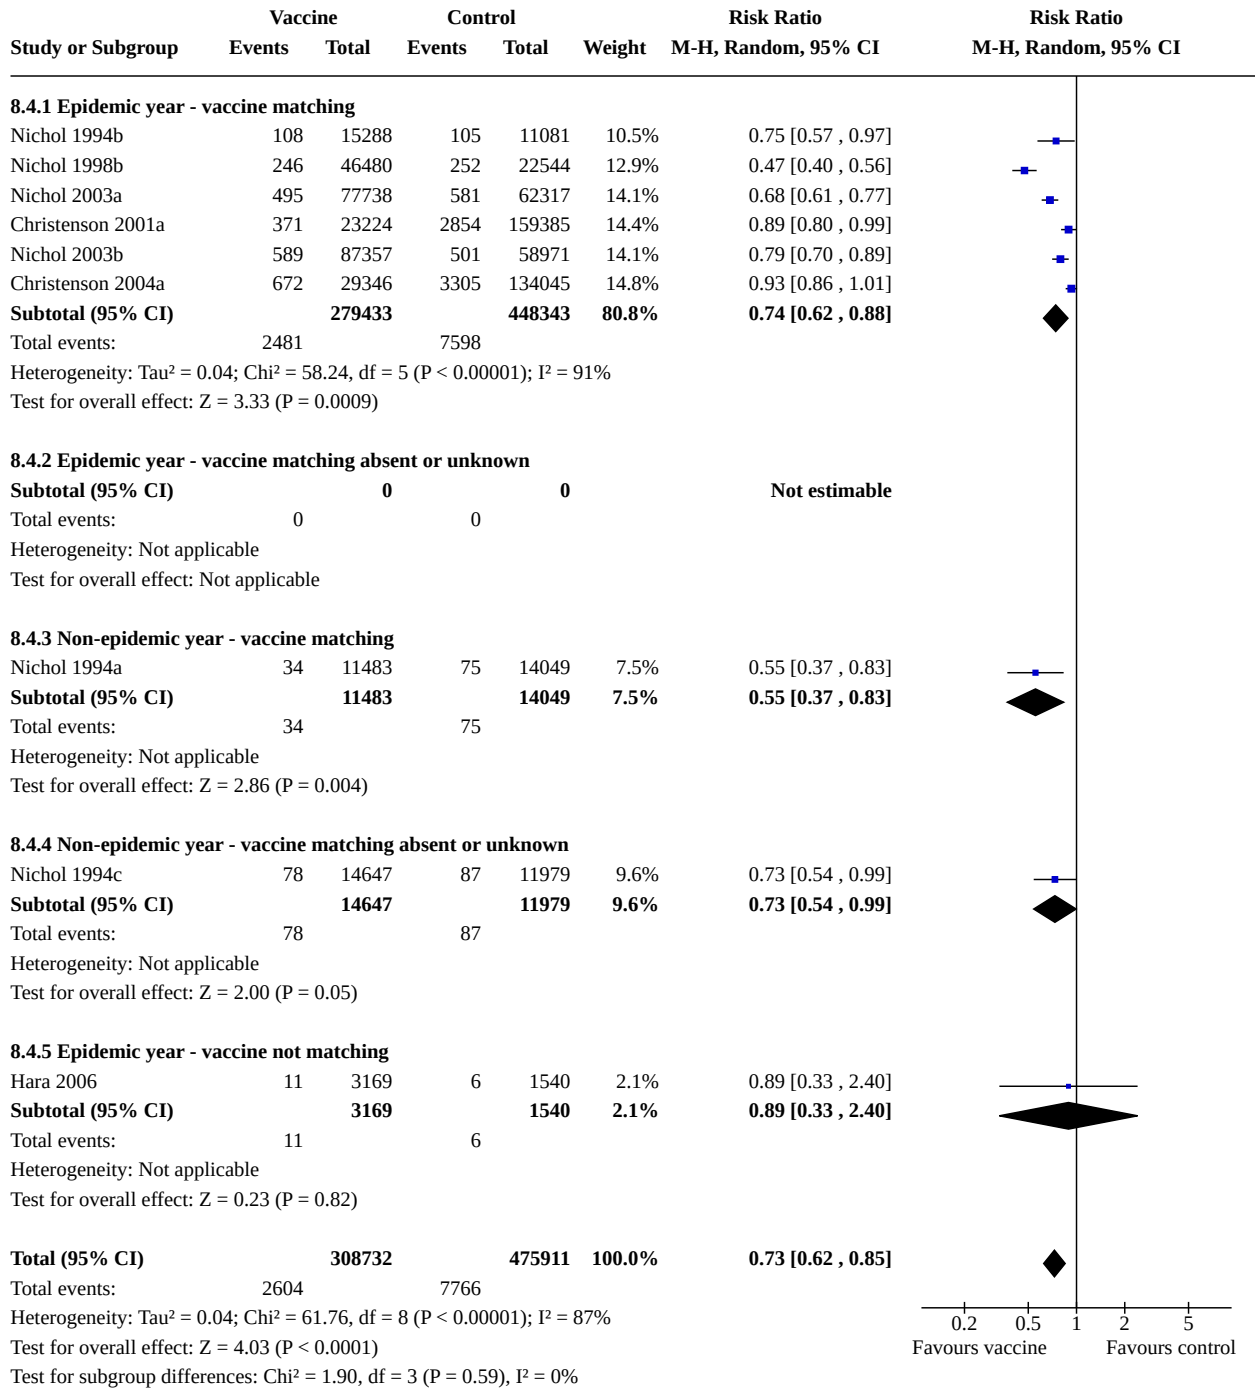 Vaccine Control Risk Ratio Risk Ratio
Study or Subgroup Events Total Events Total Weight M-H, Random, 95% CI M-H, Random, 95% CI
8.4.1 Epidemic year - vaccine matching
Nichol 1994b 108 15288 105 11081 10.5% 0.75 [0.57 , 0.97]
Nichol 1998b 246 46480 252 22544 12.9% 0.47 [0.40 , 0.56]
Nichol 2003a 495 77738 581 62317 14.1% 0.68 [0.61 , 0.77]
Christenson 2001a 371 23224 2854 159385 14.4% 0.89 [0.80 , 0.99]
Nichol 2003b 589 87357 501 58971 14.1% 0.79 [0.70 , 0.89]
Christenson 2004a 672 29346 3305 134045 14.8% 0.93 [0.86 , 1.01]
Subtotal (95% CI) 279433 448343 80.8% 0.74 [0.62 , 0.88]
Total events: 2481 7598
Heterogeneity: Tau² = 0.04; Chi² = 58.24, df = 5 (P < 0.00001); I² = 91%
Test for overall effect: Z = 3.33 (P = 0.0009)
8.4.2 Epidemic year - vaccine matching absent or unknown
Subtotal (95% CI) 0 0 Not estimable
Total events: 0 0
Heterogeneity: Not applicable
Test for overall effect: Not applicable
8.4.3 Non-epidemic year - vaccine matching
Nichol 1994a 34 11483 75 14049 7.5% 0.55 [0.37 , 0.83]
Subtotal (95% CI) 11483 14049 7.5% 0.55 [0.37 , 0.83]
Total events: 34 75
Heterogeneity: Not applicable
Test for overall effect: Z = 2.86 (P = 0.004)
8.4.4 Non-epidemic year - vaccine matching absent or unknown
Nichol 1994c 78 14647 87 11979 9.6% 0.73 [0.54 , 0.99]
Subtotal (95% CI) 14647 11979 9.6% 0.73 [0.54 , 0.99]
Total events: 78 87
Heterogeneity: Not applicable
Test for overall effect: Z = 2.00 (P = 0.05)
8.4.5 Epidemic year - vaccine not matching
Hara 2006 11 3169 6 1540 2.1% 0.89 [0.33 , 2.40]
Subtotal (95% CI) 3169 1540 2.1% 0.89 [0.33 , 2.40]
Total events: 11 6
Heterogeneity: Not applicable
Test for overall effect: Z = 0.23 (P = 0.82)
Total (95% CI) 308732 475911 100.0% 0.73 [0.62 , 0.85]
Total events: 2604 7766
Heterogeneity: Tau² = 0.04; Chi² = 61.76, df = 8 (P < 0.00001); I² = 87%
0.2 0.5 1 2 5
Test for overall effect: Z = 4.03 (P < 0.0001) Favours vaccine Favours control
Test for subgroup differences: Chi² = 1.90, df = 3 (P = 0.59), I² = 0%